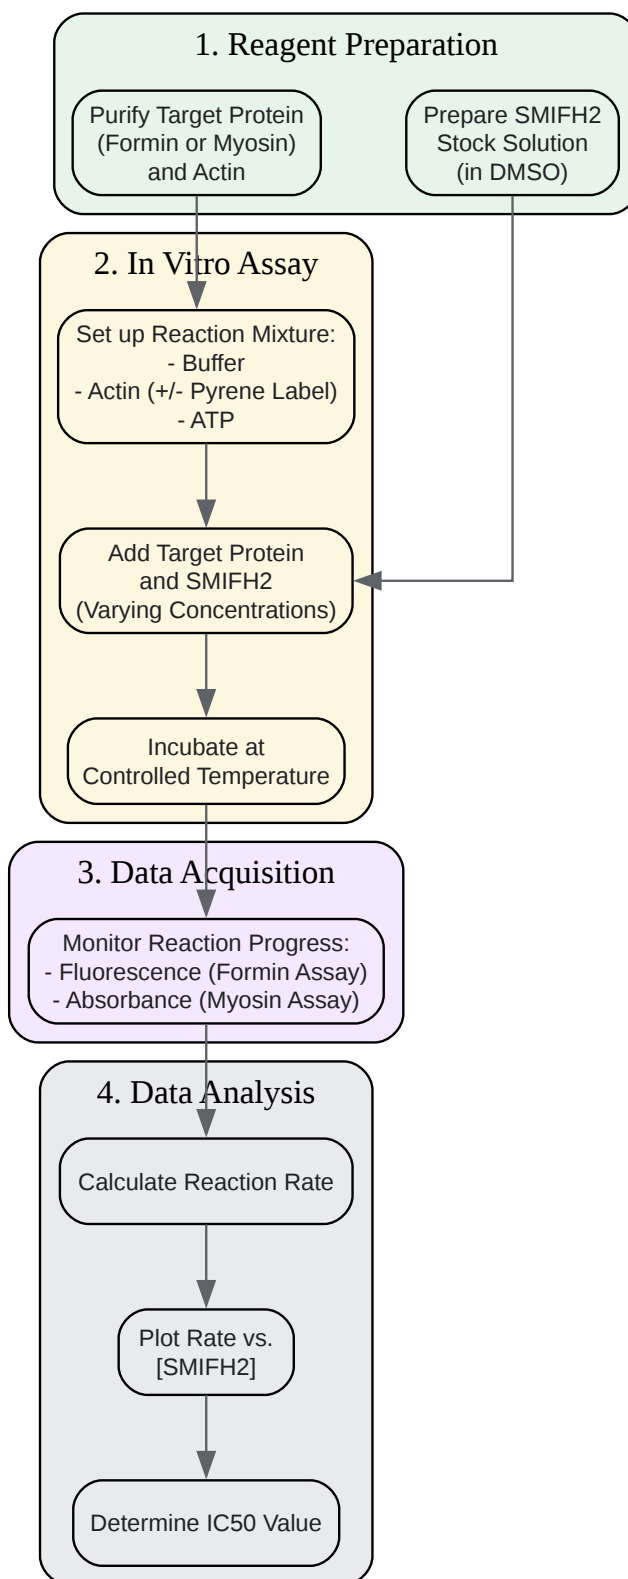 1. Reagent Preparation
Purify Target Protein
(Formin or Myosin)
and Actin
Prepare SMIFH2
Stock Solution
(in DMSO)
2. In Vitro Assay
Set up Reaction Mixture:
- Buffer
- Actin (+/- Pyrene Label)
- ATP
Add Target Protein
and SMIFH2
(Varying Concentrations)
Incubate at
Controlled Temperature
3. Data Acquisition
Monitor Reaction Progress:
- Fluorescence (Formin Assay)
- Absorbance (Myosin Assay)
4. Data Analysis
Calculate Reaction Rate
Plot Rate vs.
[SMIFH2]
Determine IC50 Value